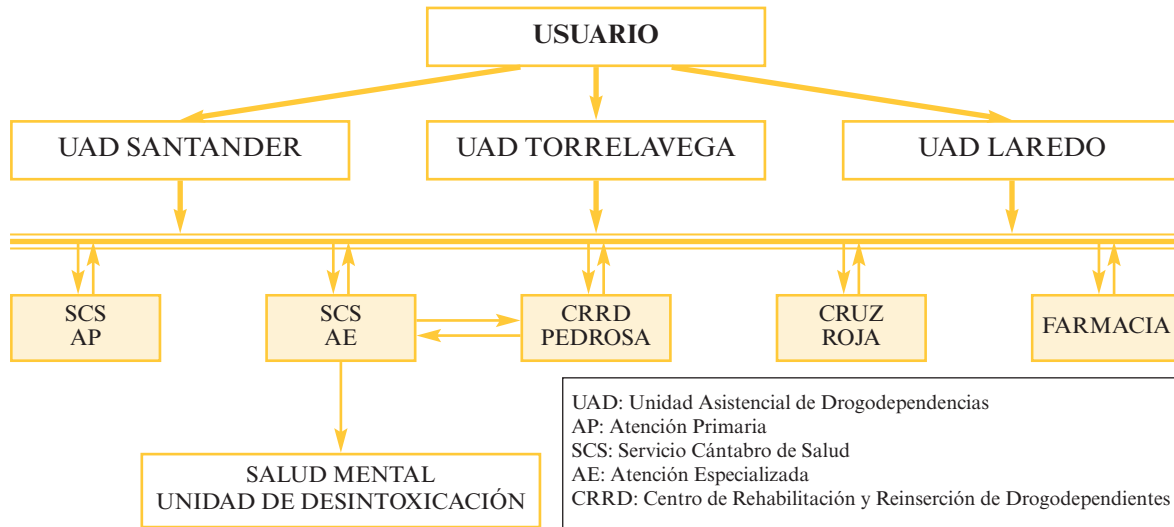 USUARIO
UAD SANTANDER
UAD TORRELAVEGA
UAD LAREDO
SCS
AP
SCS
AE
CRRD
PEDROSA
CRUZ
ROJA
FARMACIA
SALUD MENTAL
UNIDAD DE DESINTOXICACIÓN
UAD: Unidad Asistencial de Drogodependencias
AP: Atención Primaria
SCS: Servicio Cántabro de Salud
AE: Atención Especializada
CRRD: Centro de Rehabilitación y Reinserción de Drogodependientes